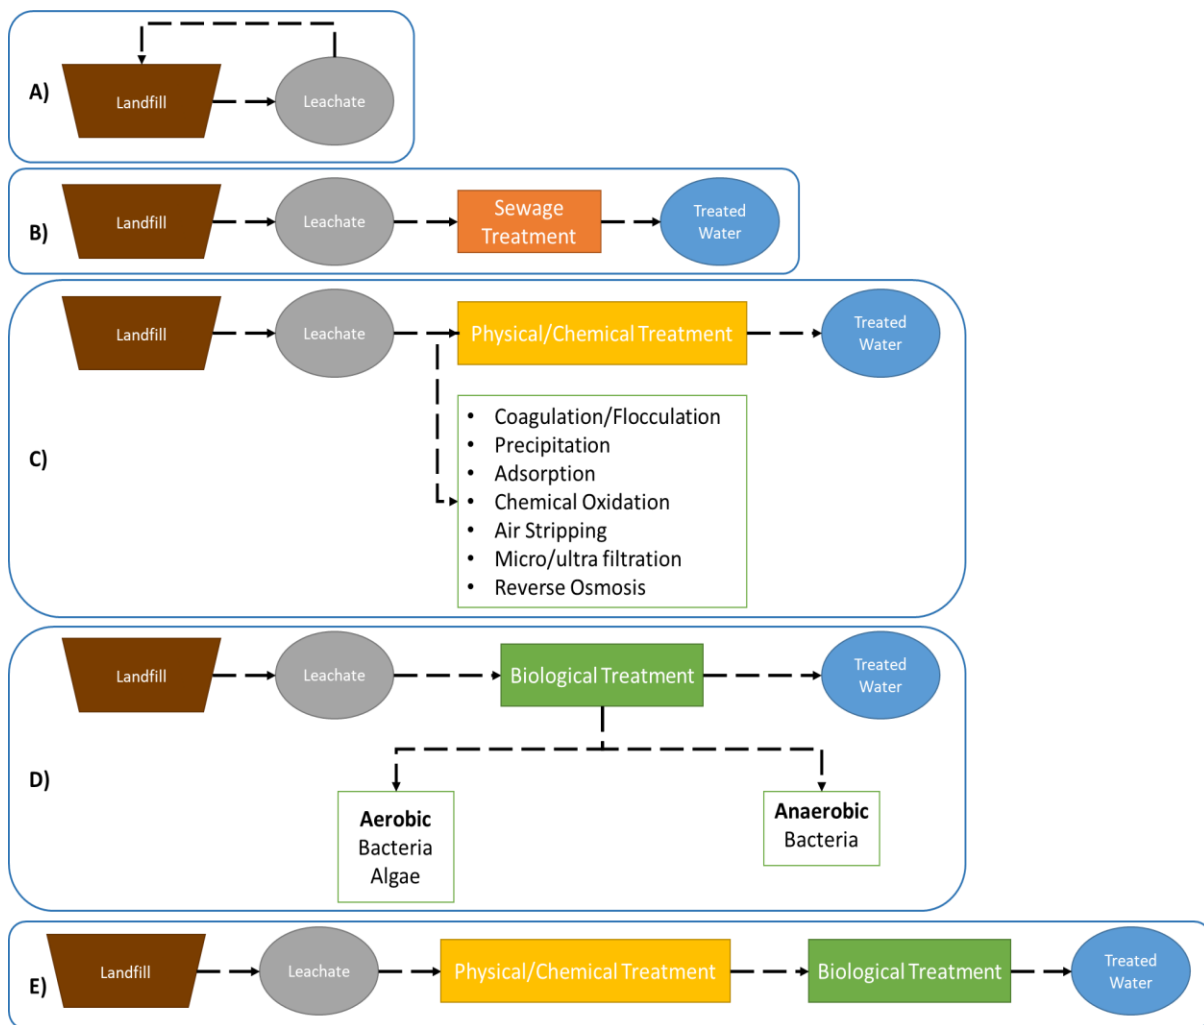 A)
Landfill
Leachate
B)
Landfill
Leachate
Sewage
Treatment
Treated
Water
C)
Landfill
Leachate
Physical/Chemical Treatment
Treated
Water
• Coagulation/Flocculation
• Precipitation
• Adsorption
• Chemical Oxidation
• Air Stripping
• Micro/ultra filtration
• Reverse Osmosis
D)
Landfill
Leachate
Biological Treatment
Treated
Water
Aerobic
Bacteria
Algae
Anaerobic
Bacteria
E)
Landfill
Leachate
Physical/Chemical Treatment
Biological Treatment
Treated
Water